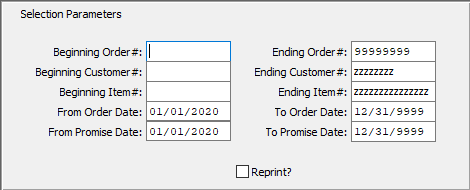 Selection Parameters
Beginning Order#: Ending Order#: 99999999
Beginning Customer#: Ending Customer#: zzzzzzzz
Beginning Item#: Ending Item#: zzzzzzzzzzzzzzz
From Order Date: 01/01/2020 To Order Date: 12/31/9999
From Promise Date: 01/01/2020 To Promise Date: 12/31/9999
Reprint?